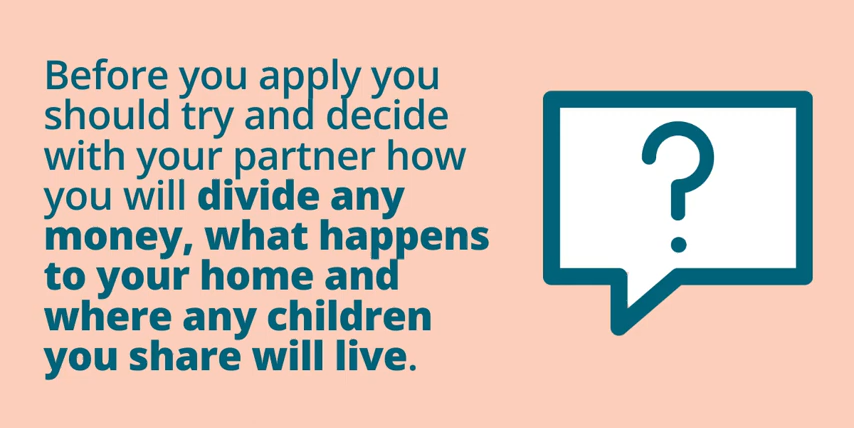 Before you apply you
should try and decide
with your partner how
you will divide any
money, what happens
to your home and
where any children
you share will live.
?